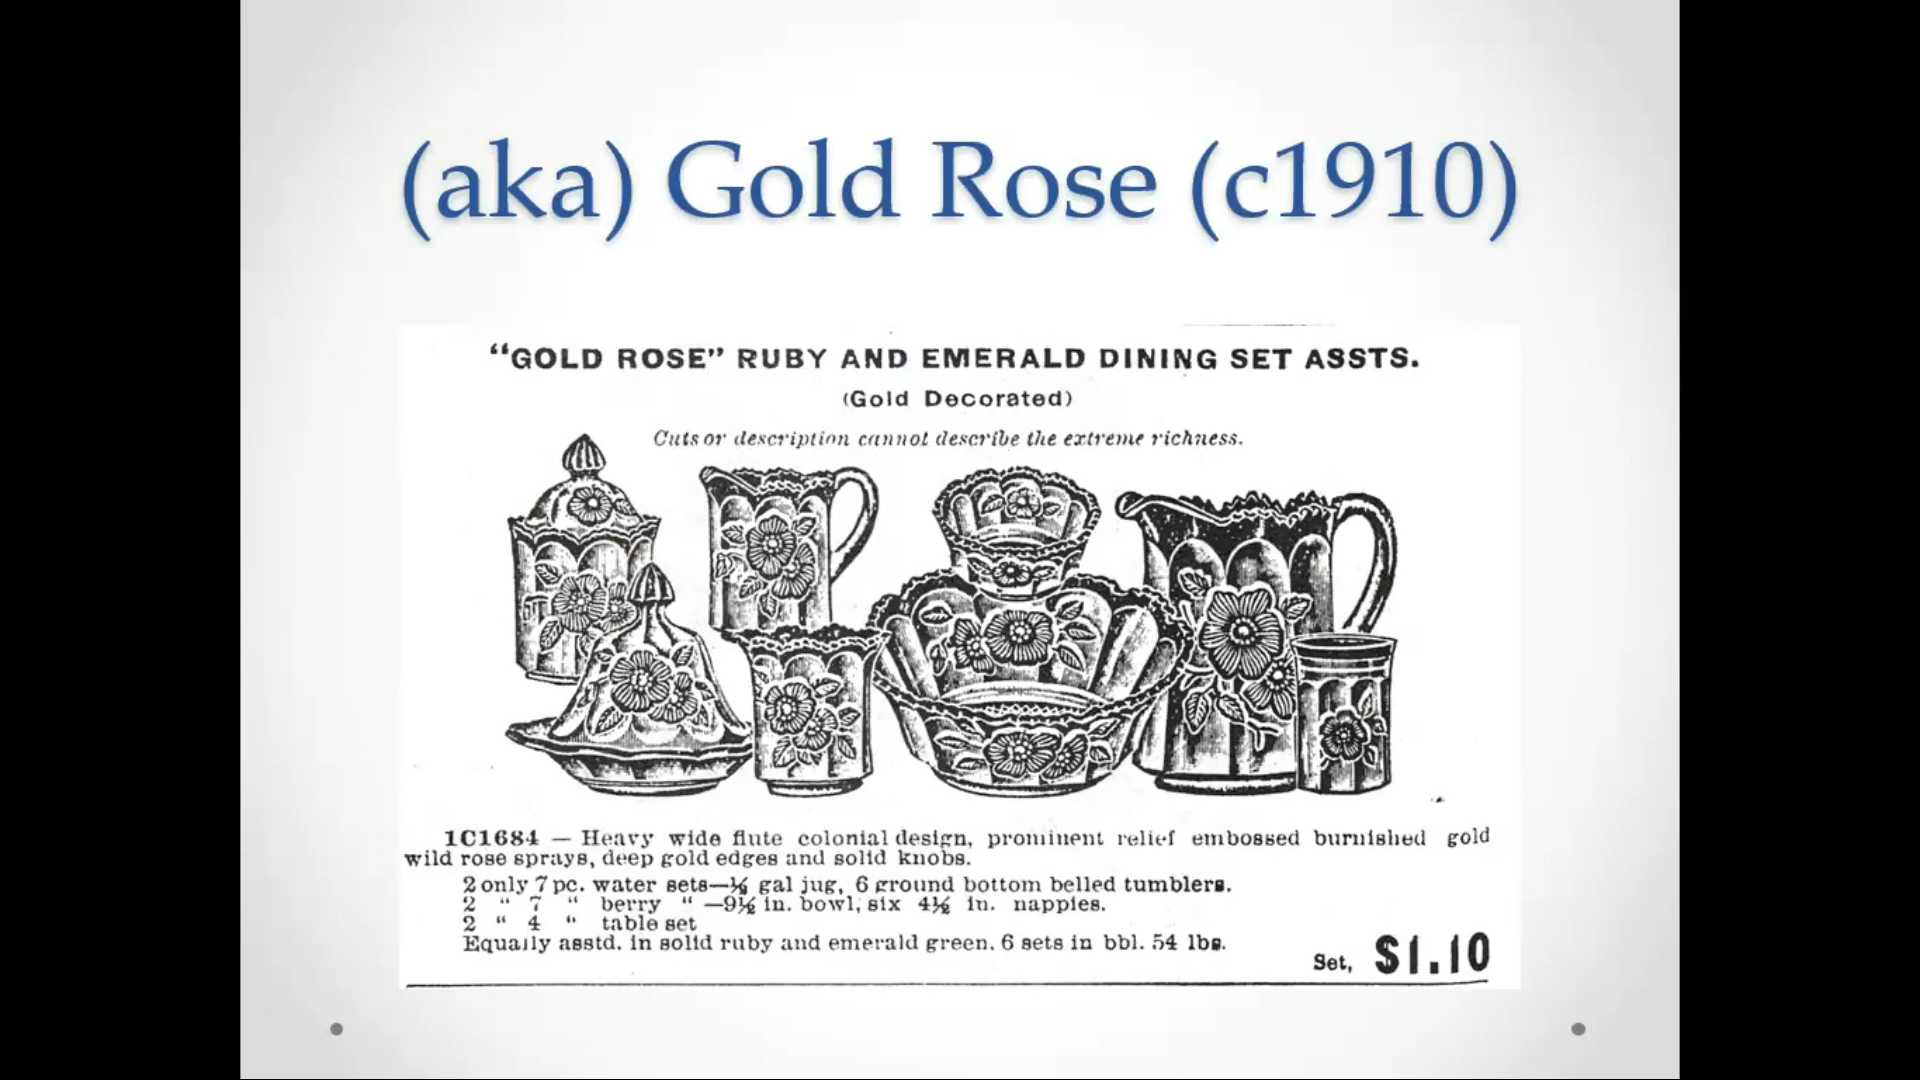 (aka) Gold Rose (c1910)
“GOLD ROSE” RUBY AND EMERALD DINING SET ASSTS.
(Gold Decorated)
Cuts or description cannot describe the extreme richness.
1C1684 — Heavy wide flute colonial design, prominent relief embossed burnished gold
wild rose sprays, deep gold edges and solid knobs.
2 only 7 pc. water sets—½ gal jug, 6 ground bottom belled tumblers.
2 “ 7 “ berry “ —9½ in. bowl, six 4½ in. nappies.
2 “ 4 “ table set
Equally asstd. in solid ruby and emerald green, 6 sets in bbl. 54 lbs.
Set, $1.10